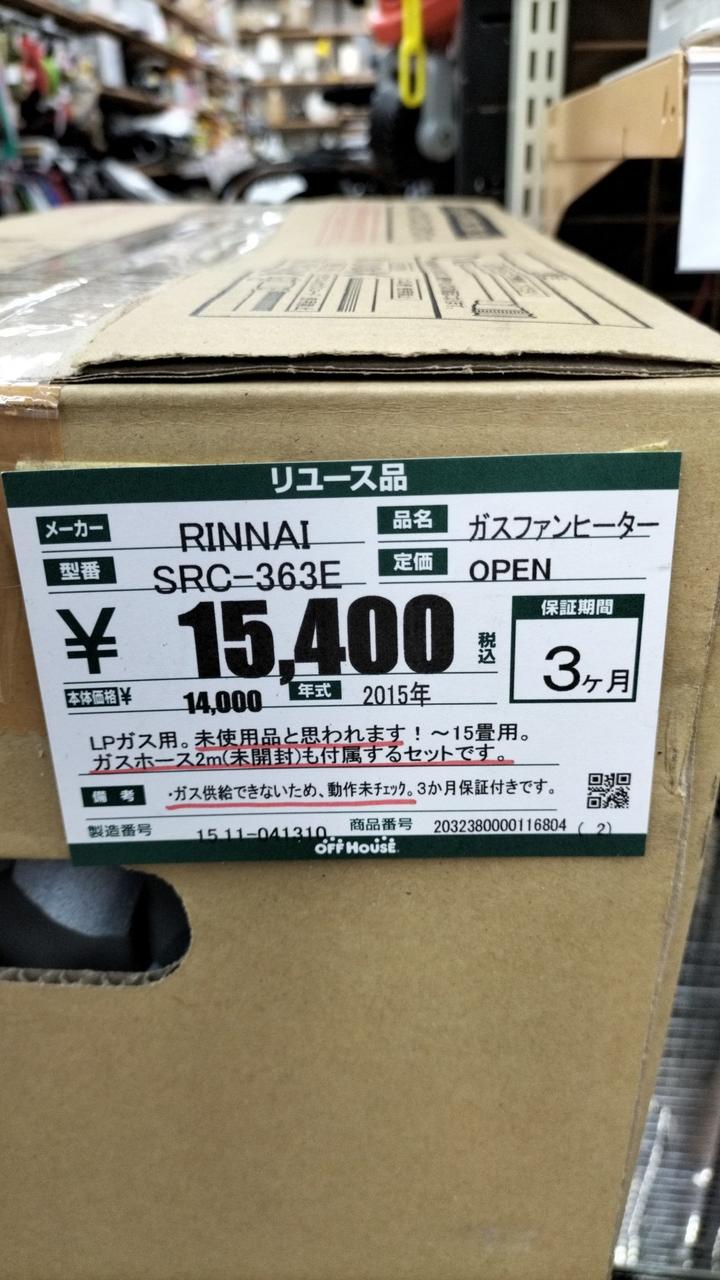 リユース品
メーカー RINNAI 品名 ガスファンヒーター
型番 SRC-363E 定価 OPEN
¥ 15,400 税込 保証期間 3ヶ月
本体価格¥ 14,000 年式 2015年
LPガス用。未使用品と思われます！～15畳用。
ガスホース2m(未開封)も付属するセットです。
備考 ・ガス供給できないため、動作未チェック。3か月保証付きです。
製造番号 15.11-041310 商品番号 2032380000116804 ( 2)
OFF HOUSE